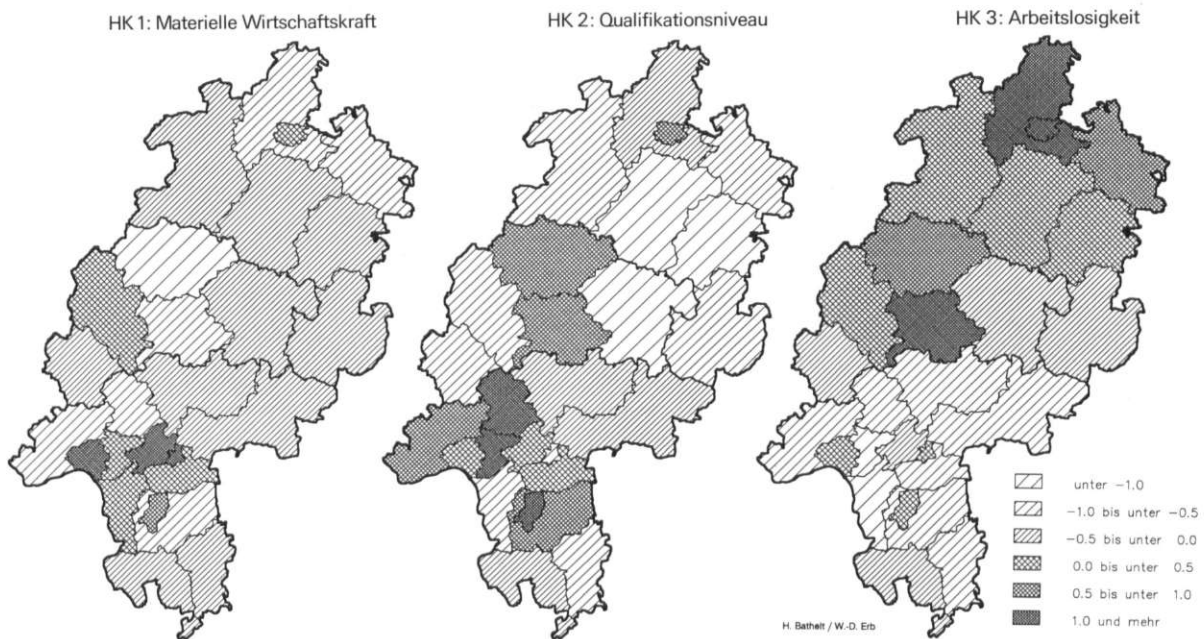 HK 1: Materielle Wirtschaftskraft
HK 2: Qualifikationsniveau
HK 3: Arbeitslosigkeit
unter -1.0
-1.0 bis unter -0.5
-0.5 bis unter 0.0
0.0 bis unter 0.5
0.5 bis unter 1.0
1.0 und mehr
H. Bathelt / W.-D. Erb